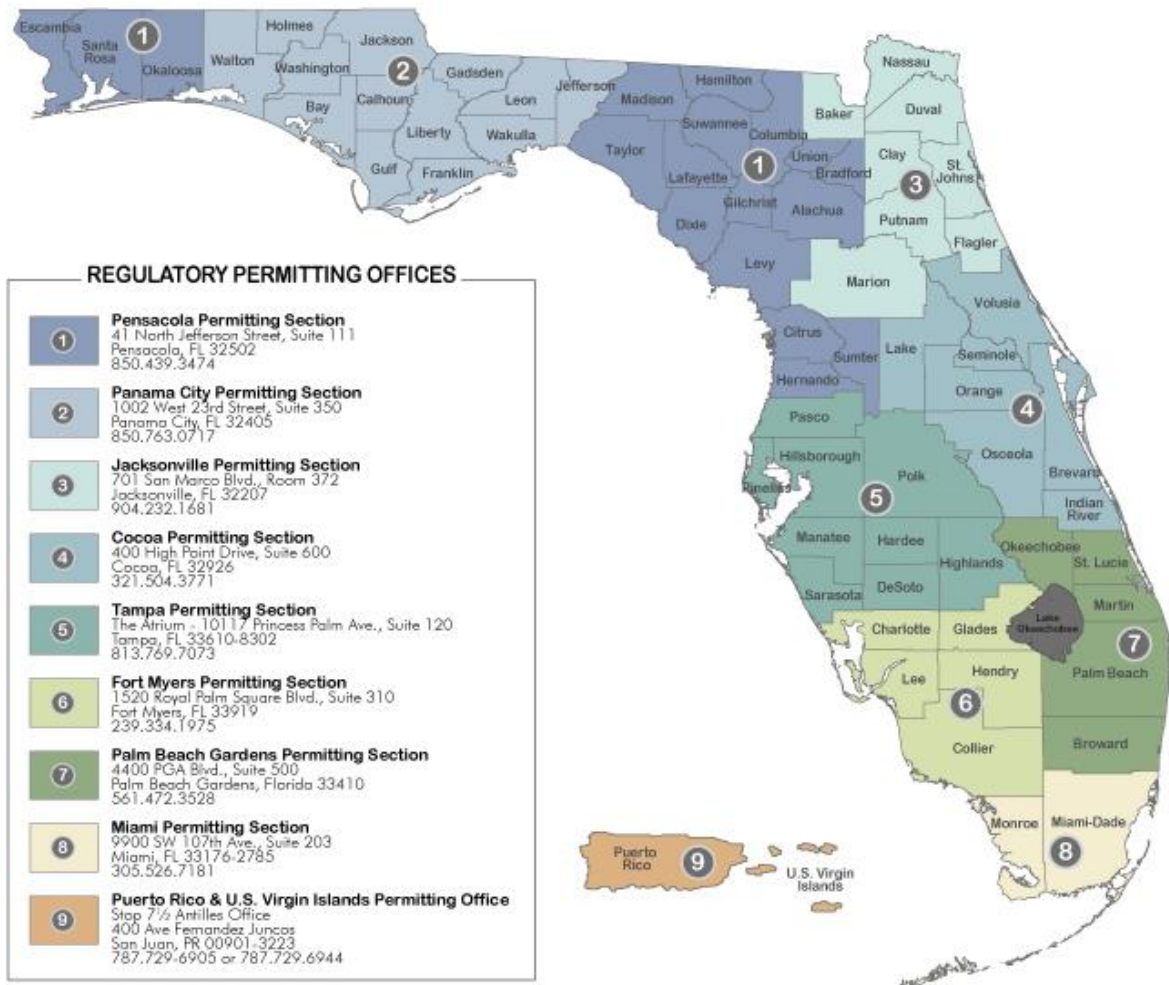 Escambia
Santa
Rosa
1
Okaloosa
Walton
Holmes
Washington
Jackson
2
Bay
Calhoun
Gadsden
Liberty
Leon
Jefferson
Wakulla
Gulf
Franklin
Madison
Hamilton
Suwannee
Columbia
Taylor
Lafayette
1
Union
Bradford
Gilchrist
Alachua
Dixie
Levy
Baker
Nassau
Duval
Clay
St.
Johns
3
Putnam
Flagler
Marion
Citrus
Sumter
Hernando
Lake
Volusia
Seminole
Orange
4
Osceola
Brevard
Indian
River
Pasco
Hillsborough
Pinellas
Polk
5
Manatee
Hardee
Highlands
Sarasota
DeSoto
Okeechobee
St. Lucie
Martin
Lake
Okeechobee
7
Palm Beach
Broward
Charlotte
Glades
Lee
Hendry
6
Collier
Monroe
Miami-Dade
8
Puerto
Rico
9
U.S. Virgin
Islands
REGULATORY PERMITTING OFFICES
1
Pensacola Permitting Section
41 North Jefferson Street, Suite 111
Pensacola, FL 32502
850.439.3474
2
Panama City Permitting Section
1002 West 23rd Street, Suite 350
Panama City, FL 32405
850.763.0717
3
Jacksonville Permitting Section
701 San Marco Blvd., Room 372
Jacksonville, FL 32207
904.232.1681
4
Cocoa Permitting Section
400 High Point Drive, Suite 600
Cocoa, FL 32926
321.504.3771
5
Tampa Permitting Section
The Atrium - 10117 Princess Palm Ave., Suite 120
Tampa, FL 33610-8302
813.769.7073
6
Fort Myers Permitting Section
1520 Royal Palm Square Blvd., Suite 310
Fort Myers, FL 33919
239.334.1975
7
Palm Beach Gardens Permitting Section
4400 PGA Blvd., Suite 500
Palm Beach Gardens, Florida 33410
561.472.3528
8
Miami Permitting Section
9900 SW 107th Ave., Suite 203
Miami, FL 33176-2785
305.526.7181
9
Puerto Rico & U.S. Virgin Islands Permitting Office
Stop 7½ Antilles Office
400 Ave Fernandez Juncos
San Juan, PR 00901-3223
787.729-6905 or 787.729.6944